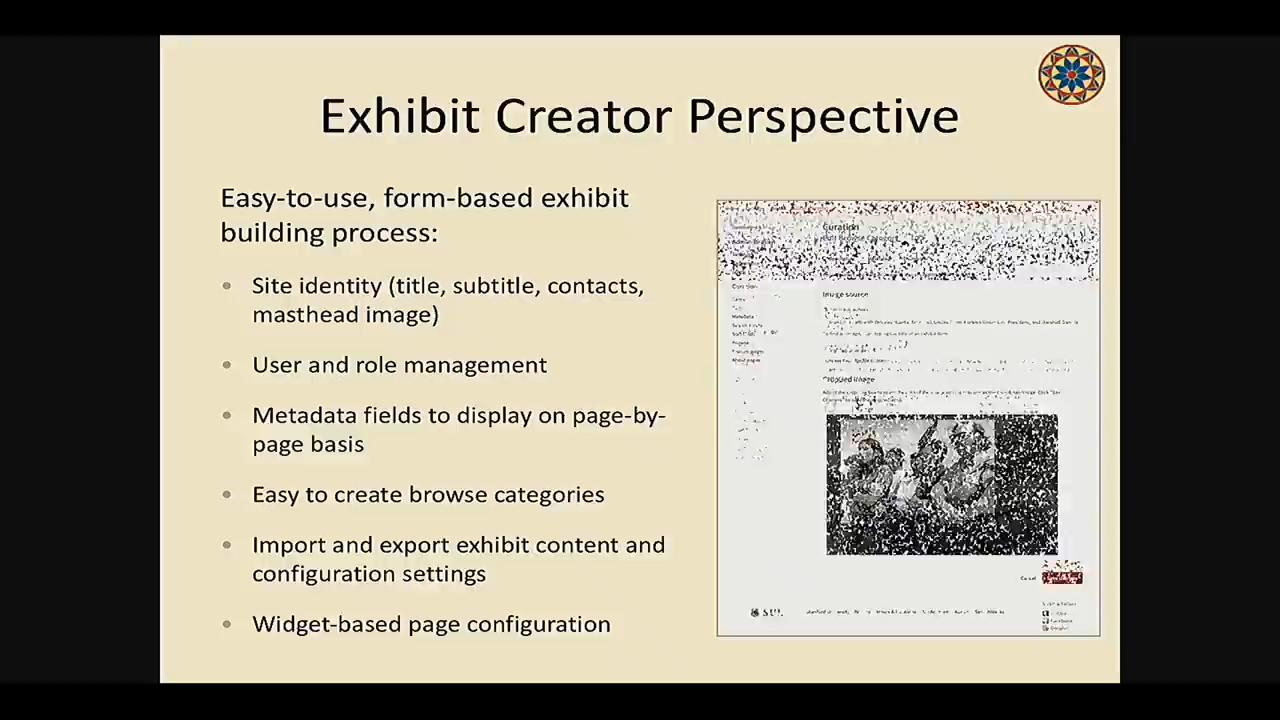 Exhibit Creator Perspective
Easy-to-use, form-based exhibit
building process:
Site identity (title, subtitle, contacts,
masthead image)
User and role management
Metadata fields to display on page-by-
page basis
Easy to create browse categories
Import and export exhibit content and
configuration settings
Widget-based page configuration
Curation
Image source
Cropped image
Cancel
SUL